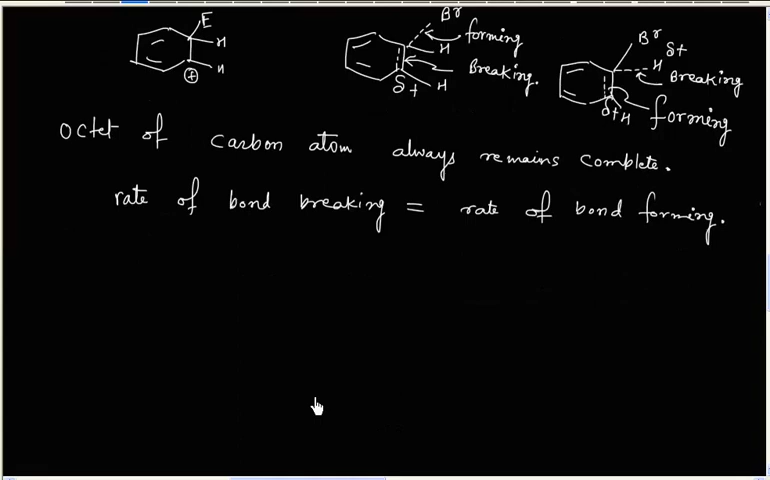 E
H
⊕ H
Br
forming
H
Breaking.
δ+ H
Br
δ+
H
Breaking
δ+ H
forming
Octet of carbon atom always remains complete.
rate of bond breaking = rate of bond forming.